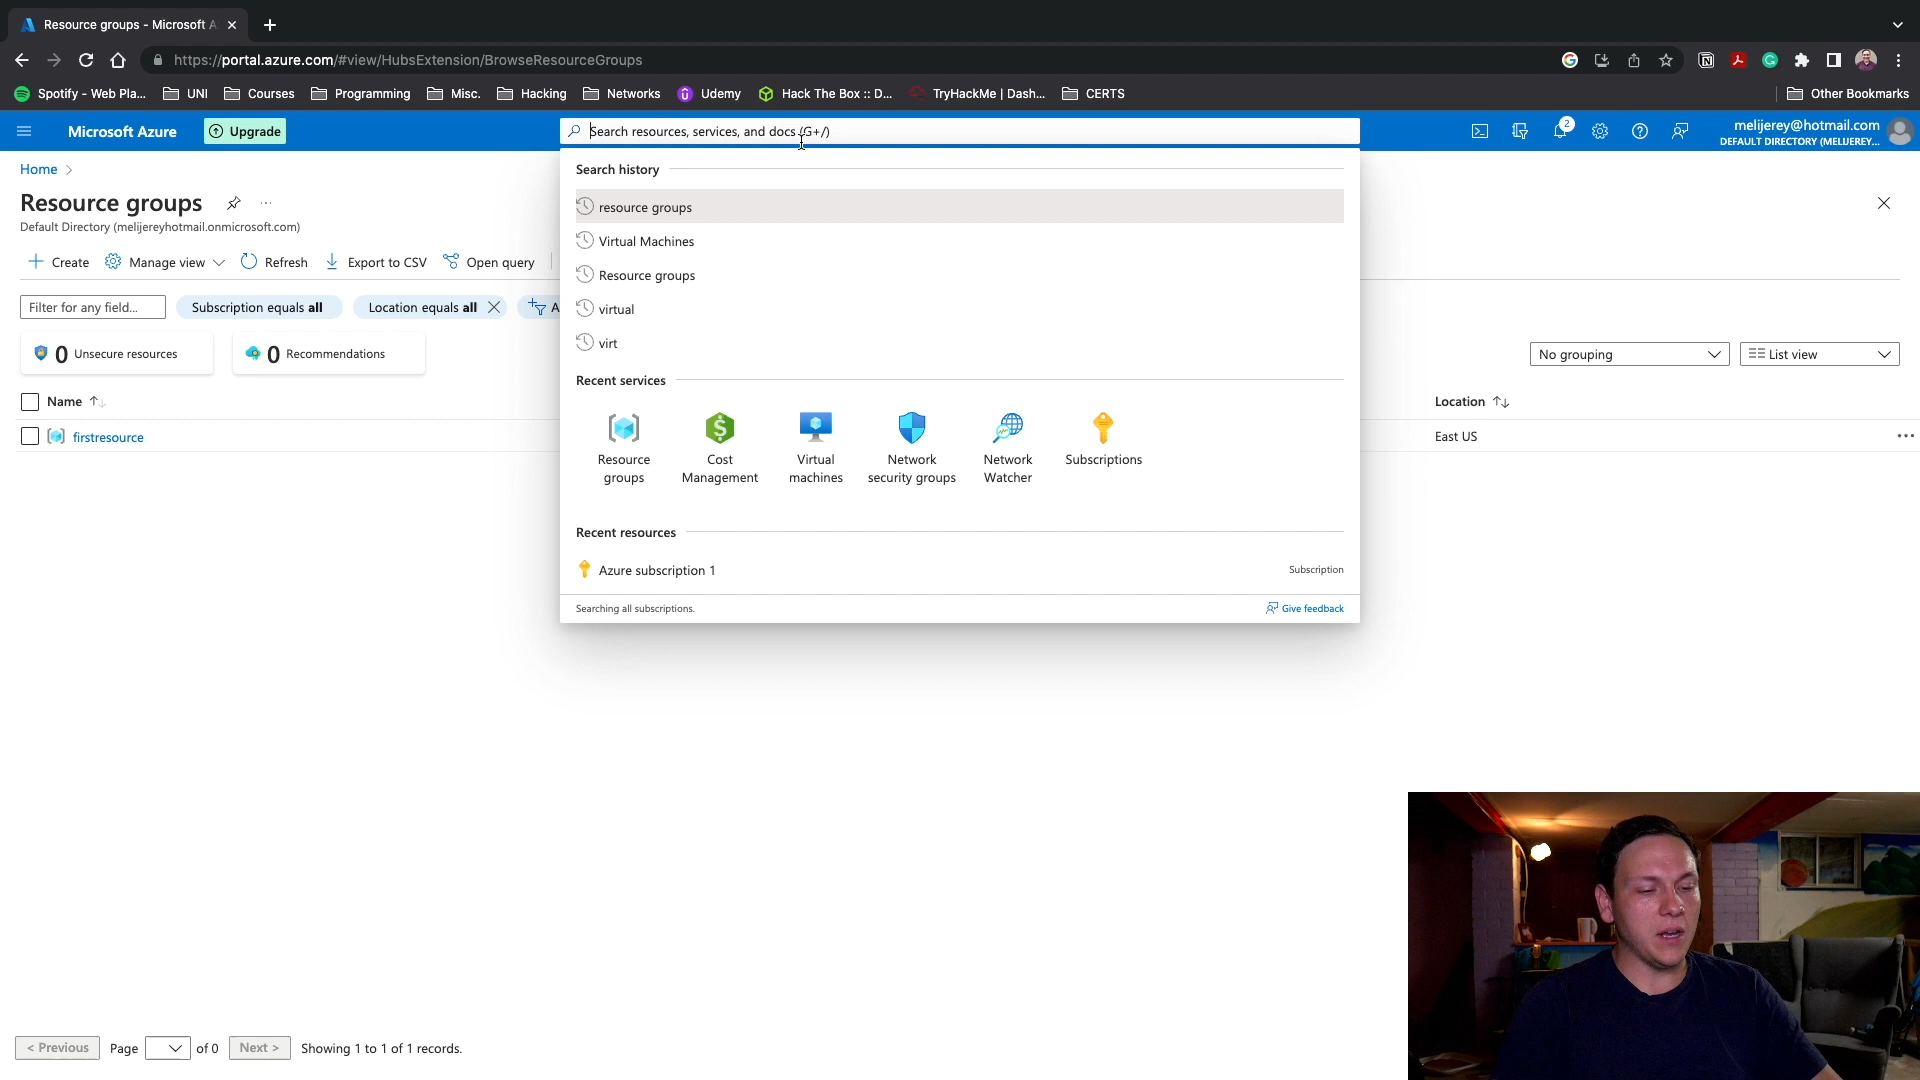 Resource groups - Microsoft A
https://portal.azure.com/#view/HubsExtension/BrowseResourceGroups
Spotify - Web Pla... UNI Courses Programming Misc. Hacking Networks Udemy Hack The Box :: D... TryHackMe | Dash... CERTS Other Bookmarks
Microsoft Azure Upgrade Search resources, services, and docs (G+/) 2 melijerey@hotmail.com
DEFAULT DIRECTORY (MELIJEREY...
Home >
Search history
Resource groups ...
resource groups
Default Directory (melijereyhotmail.onmicrosoft.com)
Virtual Machines
Create Manage view Refresh Export to CSV Open query
Resource groups
Filter for any field... Subscription equals all Location equals all A
virtual
virt
0 Unsecure resources 0 Recommendations
No grouping List view
Recent services
Name Location
firstresource East US
Resource groups
Cost Management
Virtual machines
Network security groups
Network Watcher
Subscriptions
Recent resources
Azure subscription 1 Subscription
Searching all subscriptions. Give feedback
< Previous Page of 0 Next > Showing 1 to 1 of 1 records.